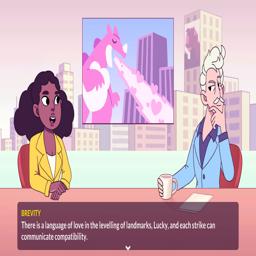 BREVITY
There is a language of love in the levelling of landmarks, Lucky, and each strike can
communicate compatibility.